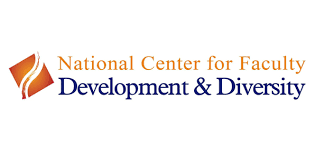 National Center for Faculty
Development & Diversity